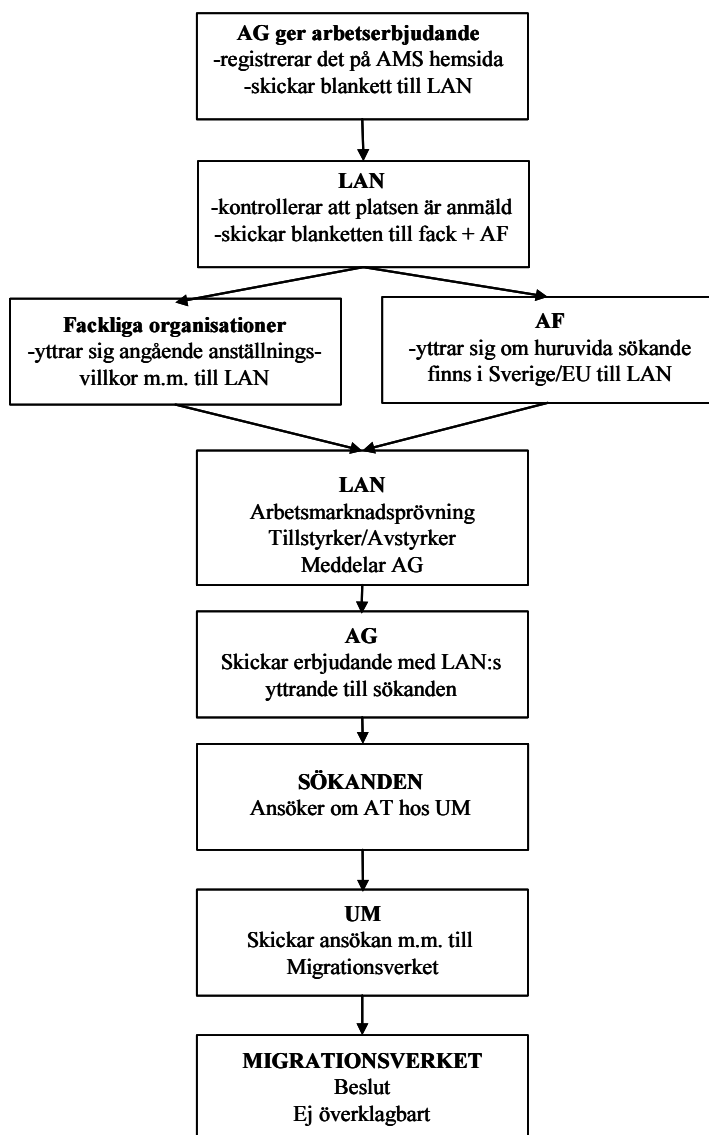 AG ger arbetserbjudande
-registrerar det på AMS hemsida
-skickar blankett till LAN
LAN
-kontrollerar att platsen är anmäld
-skickar blanketten till fack + AF
Fackliga organisationer
-yttrar sig angående anställnings-
villkor m.m. till LAN
AF
-yttrar sig om huruvida sökande
finns i Sverige/EU till LAN
LAN
Arbetsmarknadsprövning
Tillstyrker/Avstyrker
Meddelar AG
AG
Skickar erbjudande med LAN:s
yttrande till sökanden
SÖKANDEN
Ansöker om AT hos UM
UM
Skickar ansökan m.m. till
Migrationsverket
MIGRATIONSVERKET
Beslut
Ej överklagbart